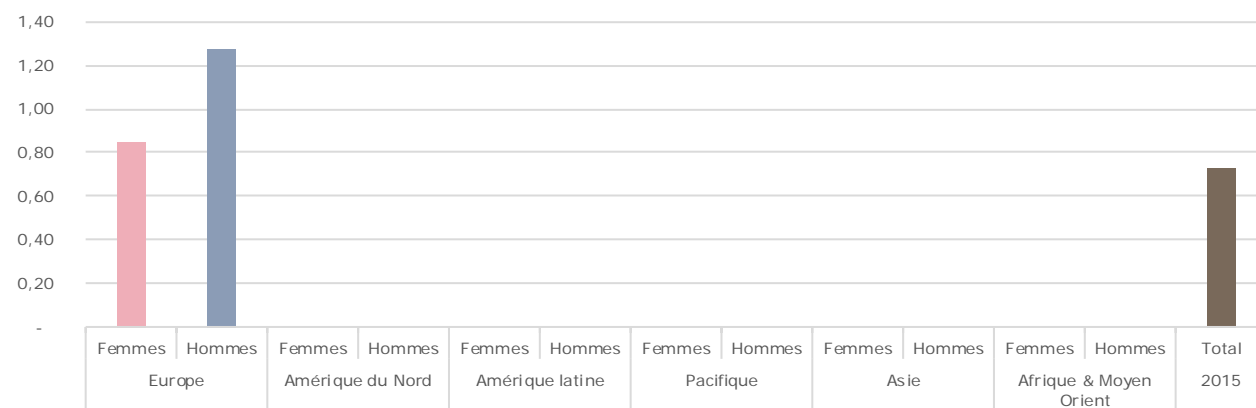 1,40
1,20
1,00
0,80
0,60
0,40
0,20
-
Femmes Hommes Femmes Hommes Femmes Hommes Femmes Hommes Femmes Hommes Femmes Hommes Total
Europe Amérique du Nord Amérique latine Pacifique Asie Afrique & Moyen 2015
Orient